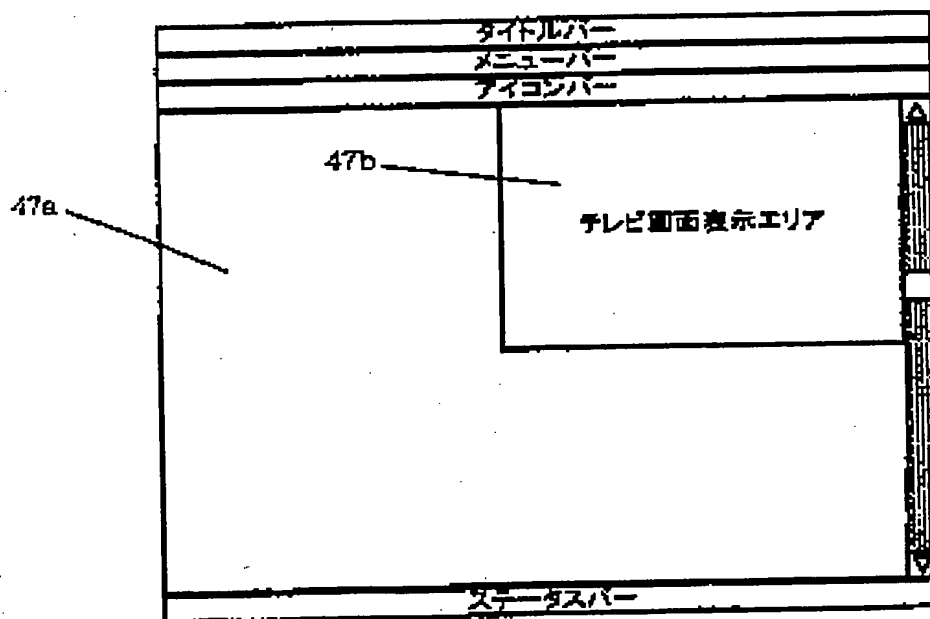 タイトルバー
メニューバー
アイコンバー
47b
47a
テレビ画面表示エリア
ステータスバー